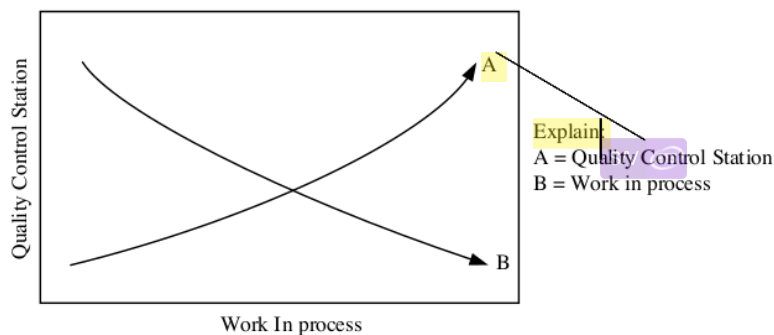 Quality Control Station
A
B
Work In process
Explain:
A = Quality Control Station
B = Work in process